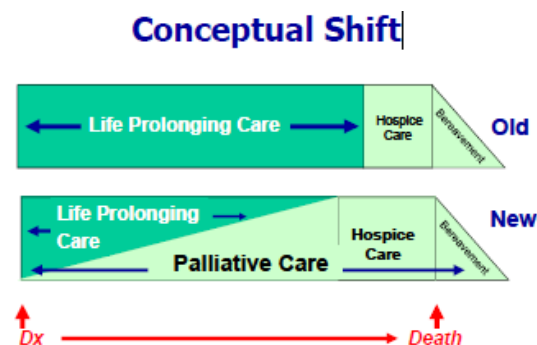 Conceptual Shift
Life Prolonging Care
Hospice
Care
Bereavement
Old
Life Prolonging
Care
Hospice
Care
Palliative Care
Bereavement
New
Dx
Death